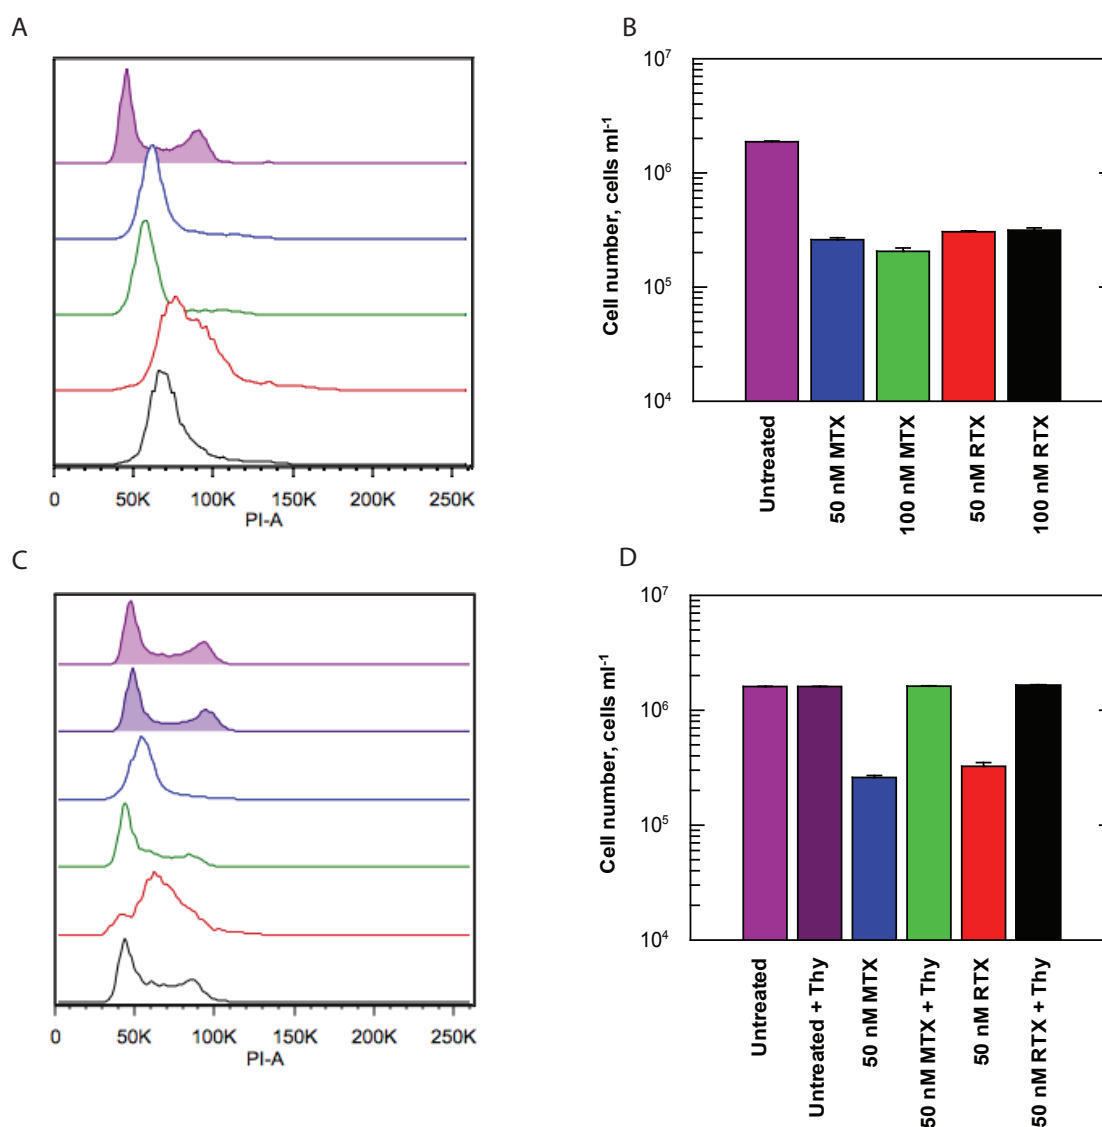 A
0
50K
100K
150K
200K
250K
PI-A
B
Cell number, cells ml⁻¹
10⁷
10⁶
10⁵
10⁴
Untreated
50 nM MTX
100 nM MTX
50 nM RTX
100 nM RTX
C
0
50K
100K
150K
200K
250K
PI-A
D
Cell number, cells ml⁻¹
10⁷
10⁶
10⁵
10⁴
Untreated
Untreated + Thy
50 nM MTX
50 nM MTX + Thy
50 nM RTX
50 nM RTX + Thy